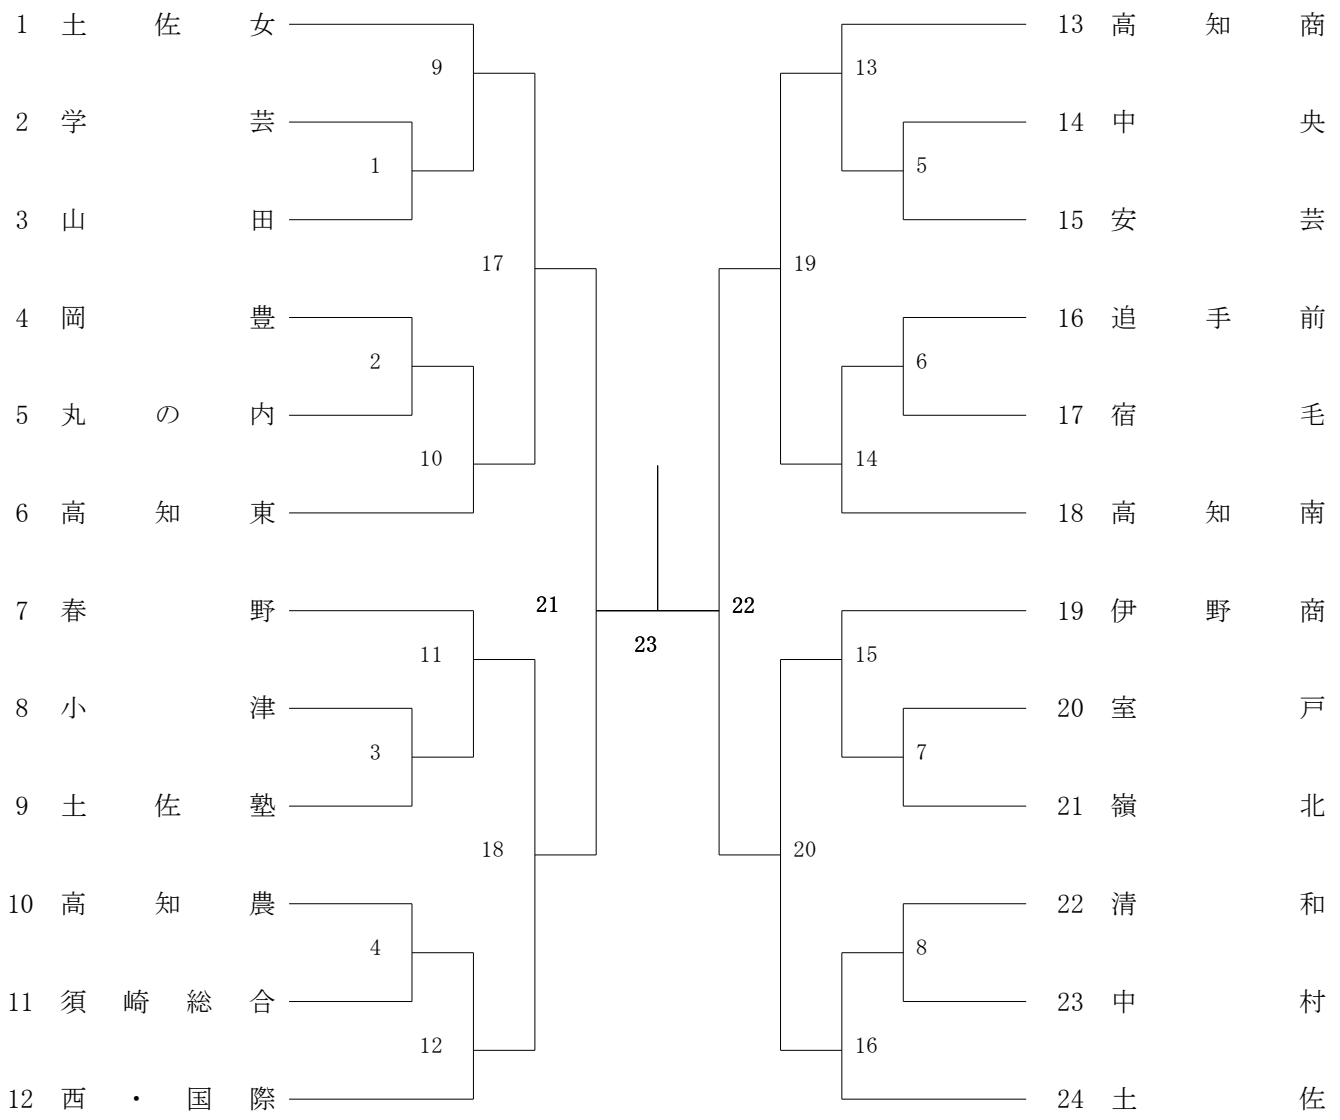 1 土佐女
13 高知商
9
13
2 学芸
14 中央
1
5
3 山田
15 安芸
17
19
4 岡豊
16 追手前
2
6
5 丸の内
17 宿毛
10
14
6 高知東
18 高知南
21
22
7 春野
19 伊野商
23
11
15
8 小津
20 室戸
3
7
9 土佐塾
21 嶺北
18
20
10 高知農
22 清和
4
8
11 須崎総合
23 中村
12
16
12 西・国際
24 土佐